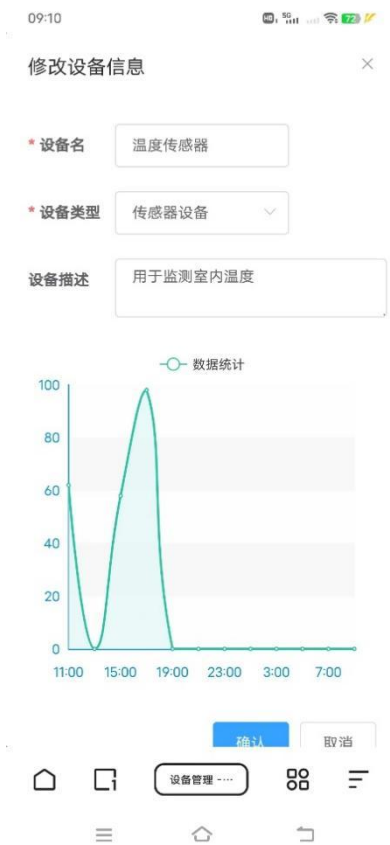 09:10
HD 5G 72
修改设备信息 ×
* 设备名 温度传感器
* 设备类型 传感器设备
设备描述 用于监测室内温度
数据统计
100
80
60
40
20
0
11:00 15:00 19:00 23:00 3:00 7:00
确认 取消
设备管理 -···